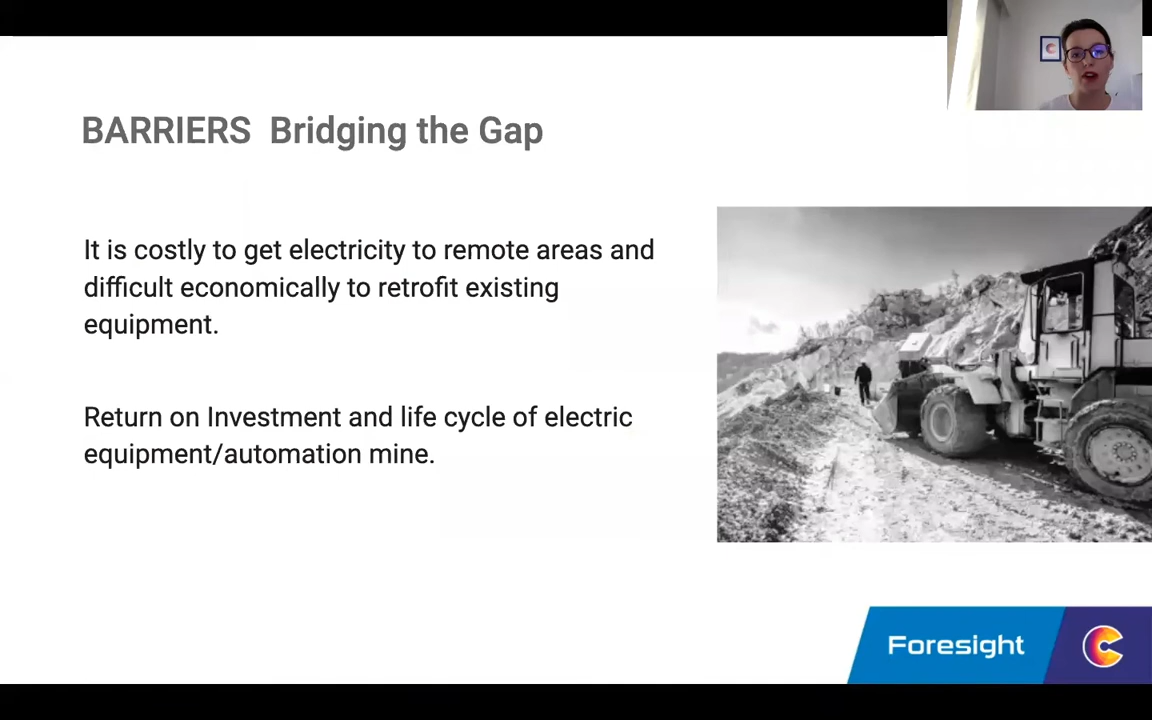 BARRIERS  Bridging the Gap
It is costly to get electricity to remote areas and
difficult economically to retrofit existing
equipment.
Return on Investment and life cycle of electric
equipment/automation mine.
Foresight